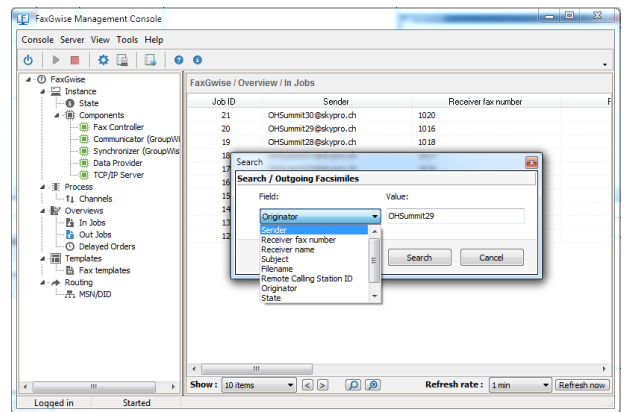 FaxGwise Management Console
Console Server View Tools Help
FaxGwise
Instance
State
Components
Fax Controller
Communicator (GroupWi
Synchronizer (GroupWis
Data Provider
TCP/IP Server
Process
Channels
Overviews
In Jobs
Out Jobs
Delayed Orders
Templates
Fax templates
Routing
MSN/DID
FaxGwise / Overview / In Jobs
Job ID Sender Receiver fax number F
21 OHSummit30@skypro.ch 1020
20 OHSummit29@skypro.ch 1016
19 OHSummit28@skypro.ch 1018
18
17
16
15
14
13
12
Search
Search / Outgoing Facsimiles
Field: Value:
Originator OHSummit29
Sender
Receiver fax number
Receiver name
Subject
Filename
Remote Calling Station ID
Originator
State
Search Cancel
Show : 10 items < > Refresh rate : 1 min Refresh now
Logged in Started